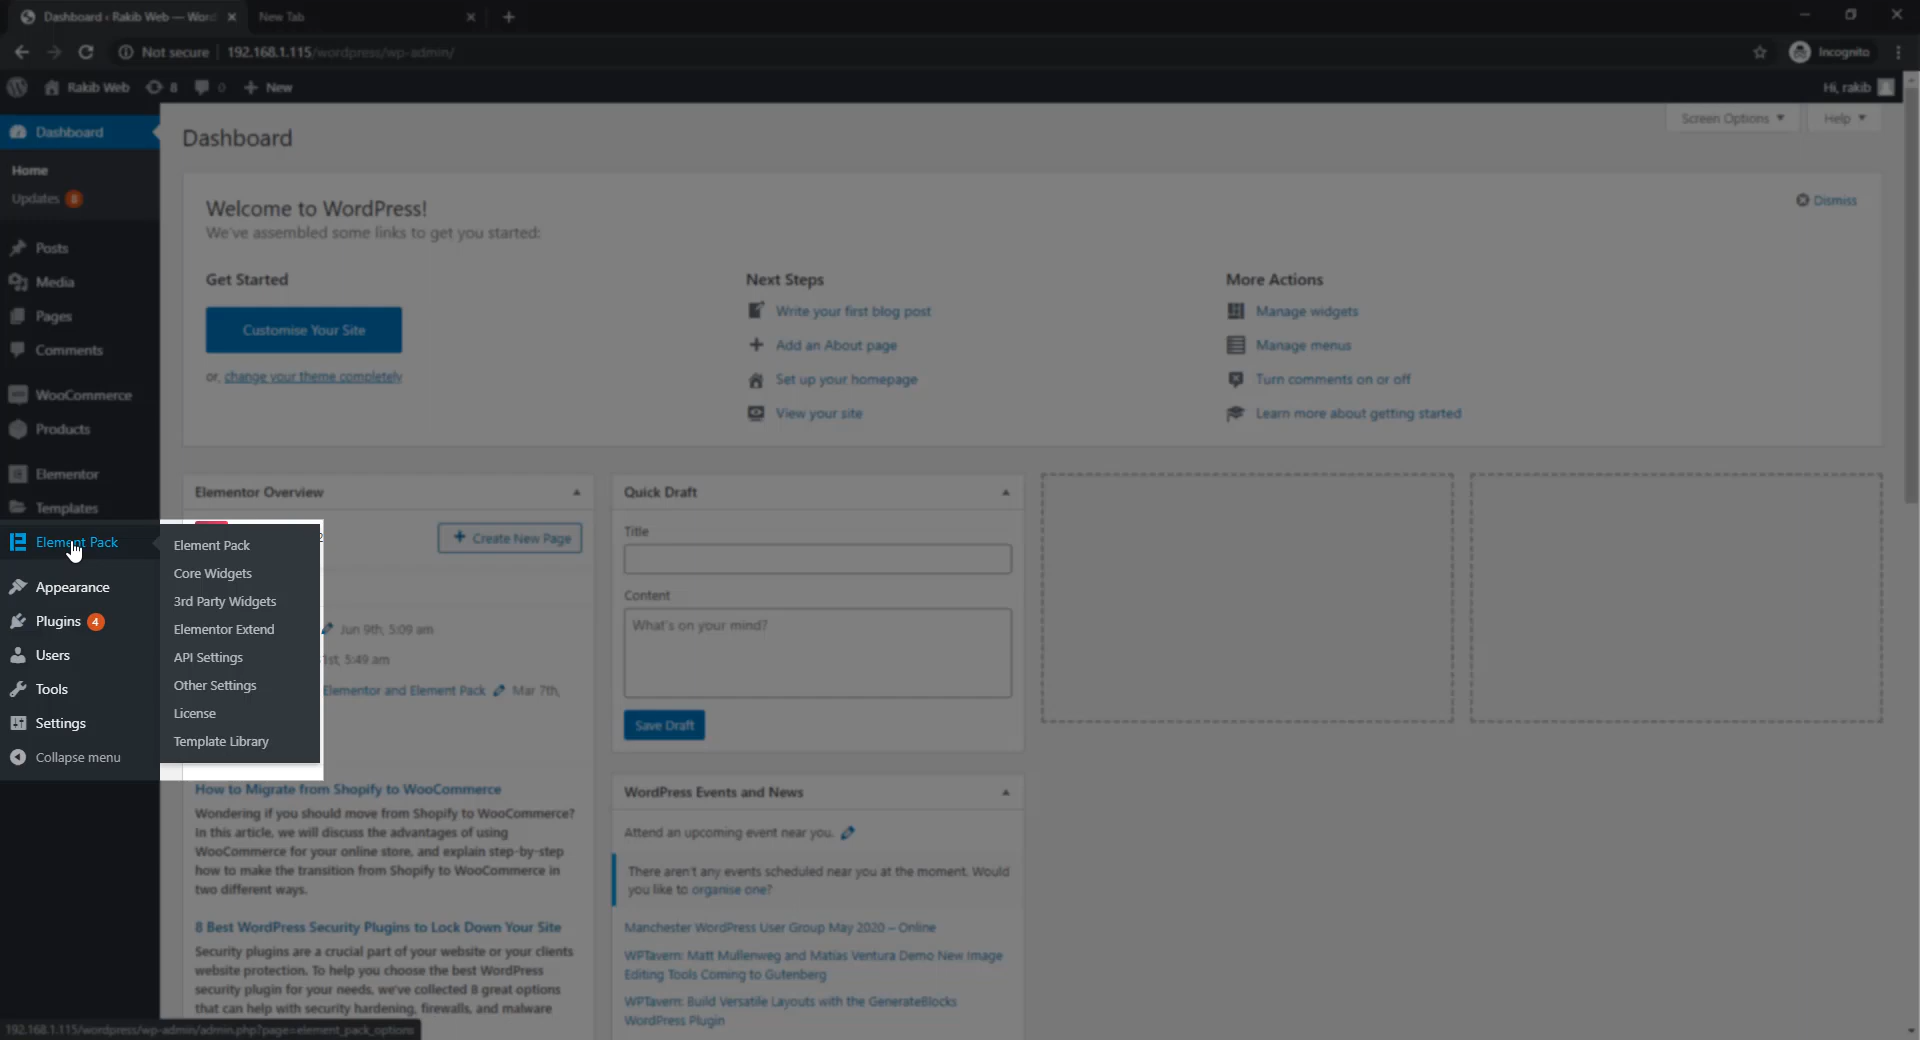 Dashboard ‹ Rakib Web — Word
New Tab
Not secure
192.168.1.115/wordpress/wp-admin/
Incognito
Rakib Web
8
0
New
Hi, rakib
Dashboard
Home
Updates 8
Posts
Media
Pages
Comments
WooCommerce
Products
Elementor
Templates
Element Pack
Appearance
Plugins 4
Users
Tools
Settings
Collapse menu
Element Pack
Core Widgets
3rd Party Widgets
Elementor Extend
API Settings
Other Settings
License
Template Library
Dashboard
Screen Options
Help
Welcome to WordPress!
We've assembled some links to get you started:
Dismiss
Get Started
Customise Your Site
or, change your theme completely
Next Steps
Write your first blog post
Add an About page
Set up your homepage
View your site
More Actions
Manage widgets
Manage menus
Turn comments on or off
Learn more about getting started
Elementor Overview
Create New Page
Jun 9th, 5:09 am
1st, 5:49 am
Elementor and Element Pack
Mar 7th,
How to Migrate from Shopify to WooCommerce
Wondering if you should move from Shopify to WooCommerce?
In this article, we will discuss the advantages of using
WooCommerce for your online store, and explain step-by-step
how to make the transition from Shopify to WooCommerce in
two different ways.
8 Best WordPress Security Plugins to Lock Down Your Site
Security plugins are a crucial part of your website or your clients
website protection. To help you choose the best WordPress
security plugin for your needs, we've collected 8 great options
that can help with security hardening, firewalls, and malware
Quick Draft
Title
Content
What's on your mind?
Save Draft
WordPress Events and News
Attend an upcoming event near you.
There aren't any events scheduled near you at the moment. Would
you like to organise one?
Manchester WordPress User Group May 2020 – Online
WPTavern: Matt Mullenweg and Matías Ventura Demo New Image
Editing Tools Coming to Gutenberg
WPTavern: Build Versatile Layouts with the GenerateBlocks
WordPress Plugin
192.168.1.115/wordpress/wp-admin/admin.php?page=element_pack_options